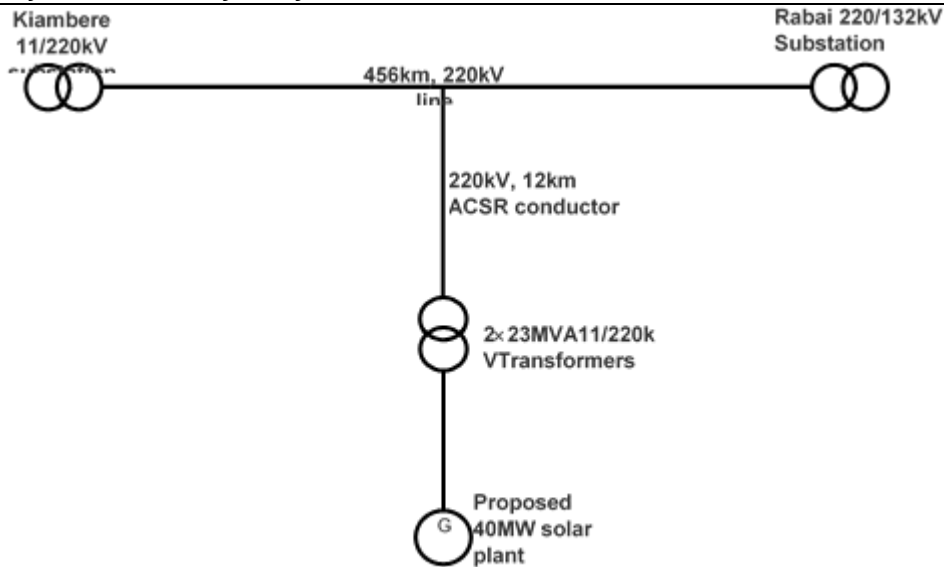 Kiambere
11/220kV
Rabai 220/132kV
Substation
456km, 220kV
line
220kV, 12km
ACSR conductor
2×23MVA11/220k
VTransformers
Proposed
40MW solar
plant
G